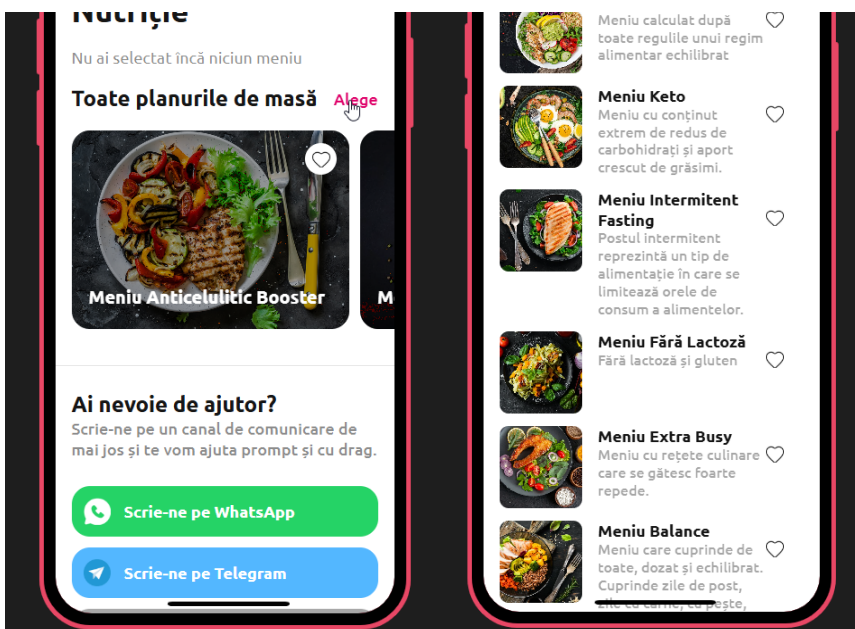 Nutriție
Nu ai selectat încă niciun meniu
Toate planurile de masă
Alege
Meniu Anticelulitic Booster
Ai nevoie de ajutor?
Scrie-ne pe un canal de comunicare de
mai jos și te vom ajuta prompt și cu drag.
Scrie-ne pe WhatsApp
Scrie-ne pe Telegram
Meniu calculat după
toate regulile unui regim
alimentar echilibrat
Meniu Keto
Meniu cu conținut
extrem de redus de
carbohidrați și aport
crescut de grăsimi.
Meniu Intermitent
Fasting
Postul intermitent
reprezintă un tip de
alimentație în care se
limitează orele de
consum a alimentelor.
Meniu Fără Lactoză
Fără lactoză și gluten
Meniu Extra Busy
Meniu cu rețete culinare
care se gătesc foarte
repede.
Meniu Balance
Meniu care cuprinde de
toate, dozat și echilibrat.
Cuprinde zile de post,
zile cu carne, cu pește,